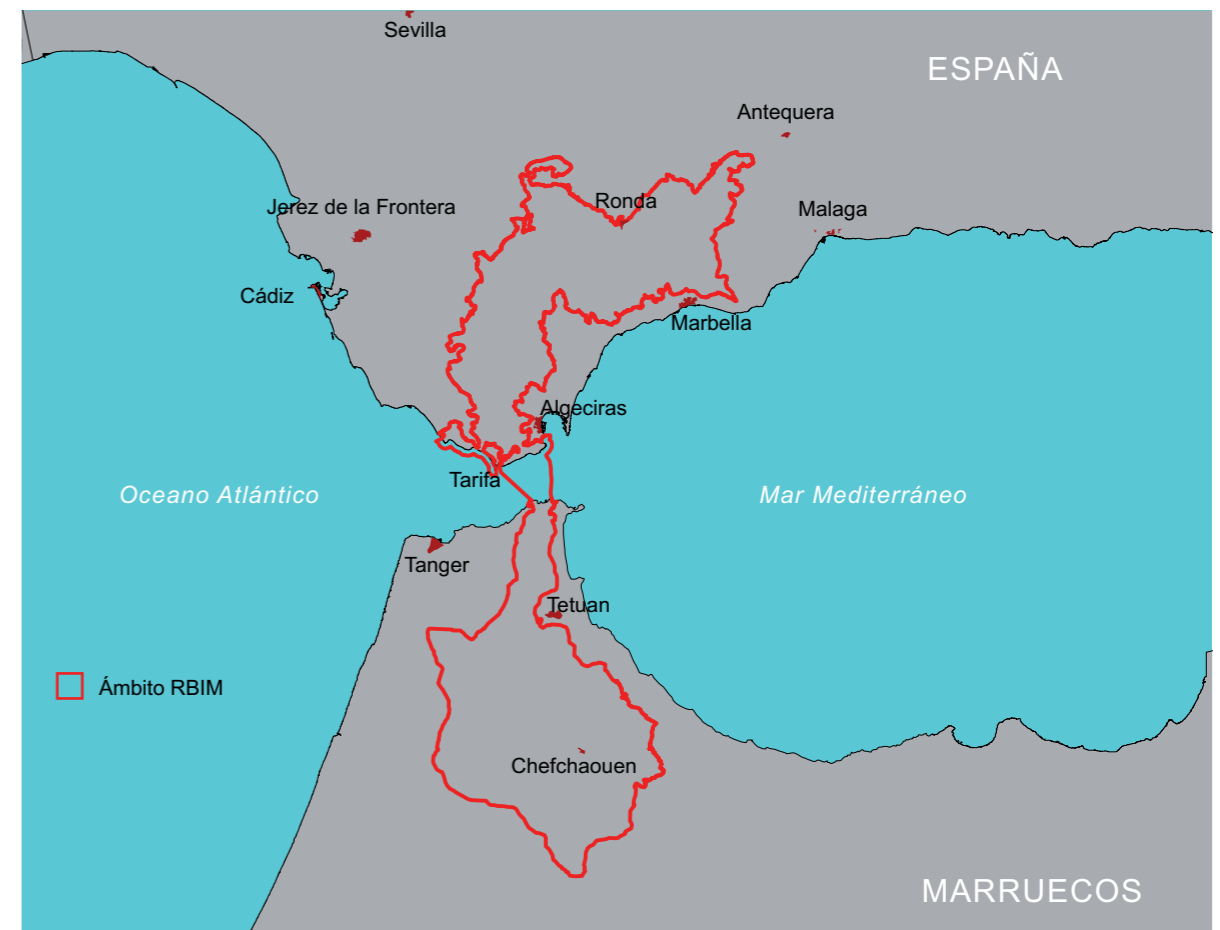 Sevilla
ESPAÑA
Antequera
Ronda
Jerez de la Frontera
Malaga
Cádiz
Marbella
Algeciras
Tarifa
Oceano Atlántico
Mar Mediterráneo
Tanger
Tetuan
Ámbito RBIM
Chefchaouen
MARRUECOS